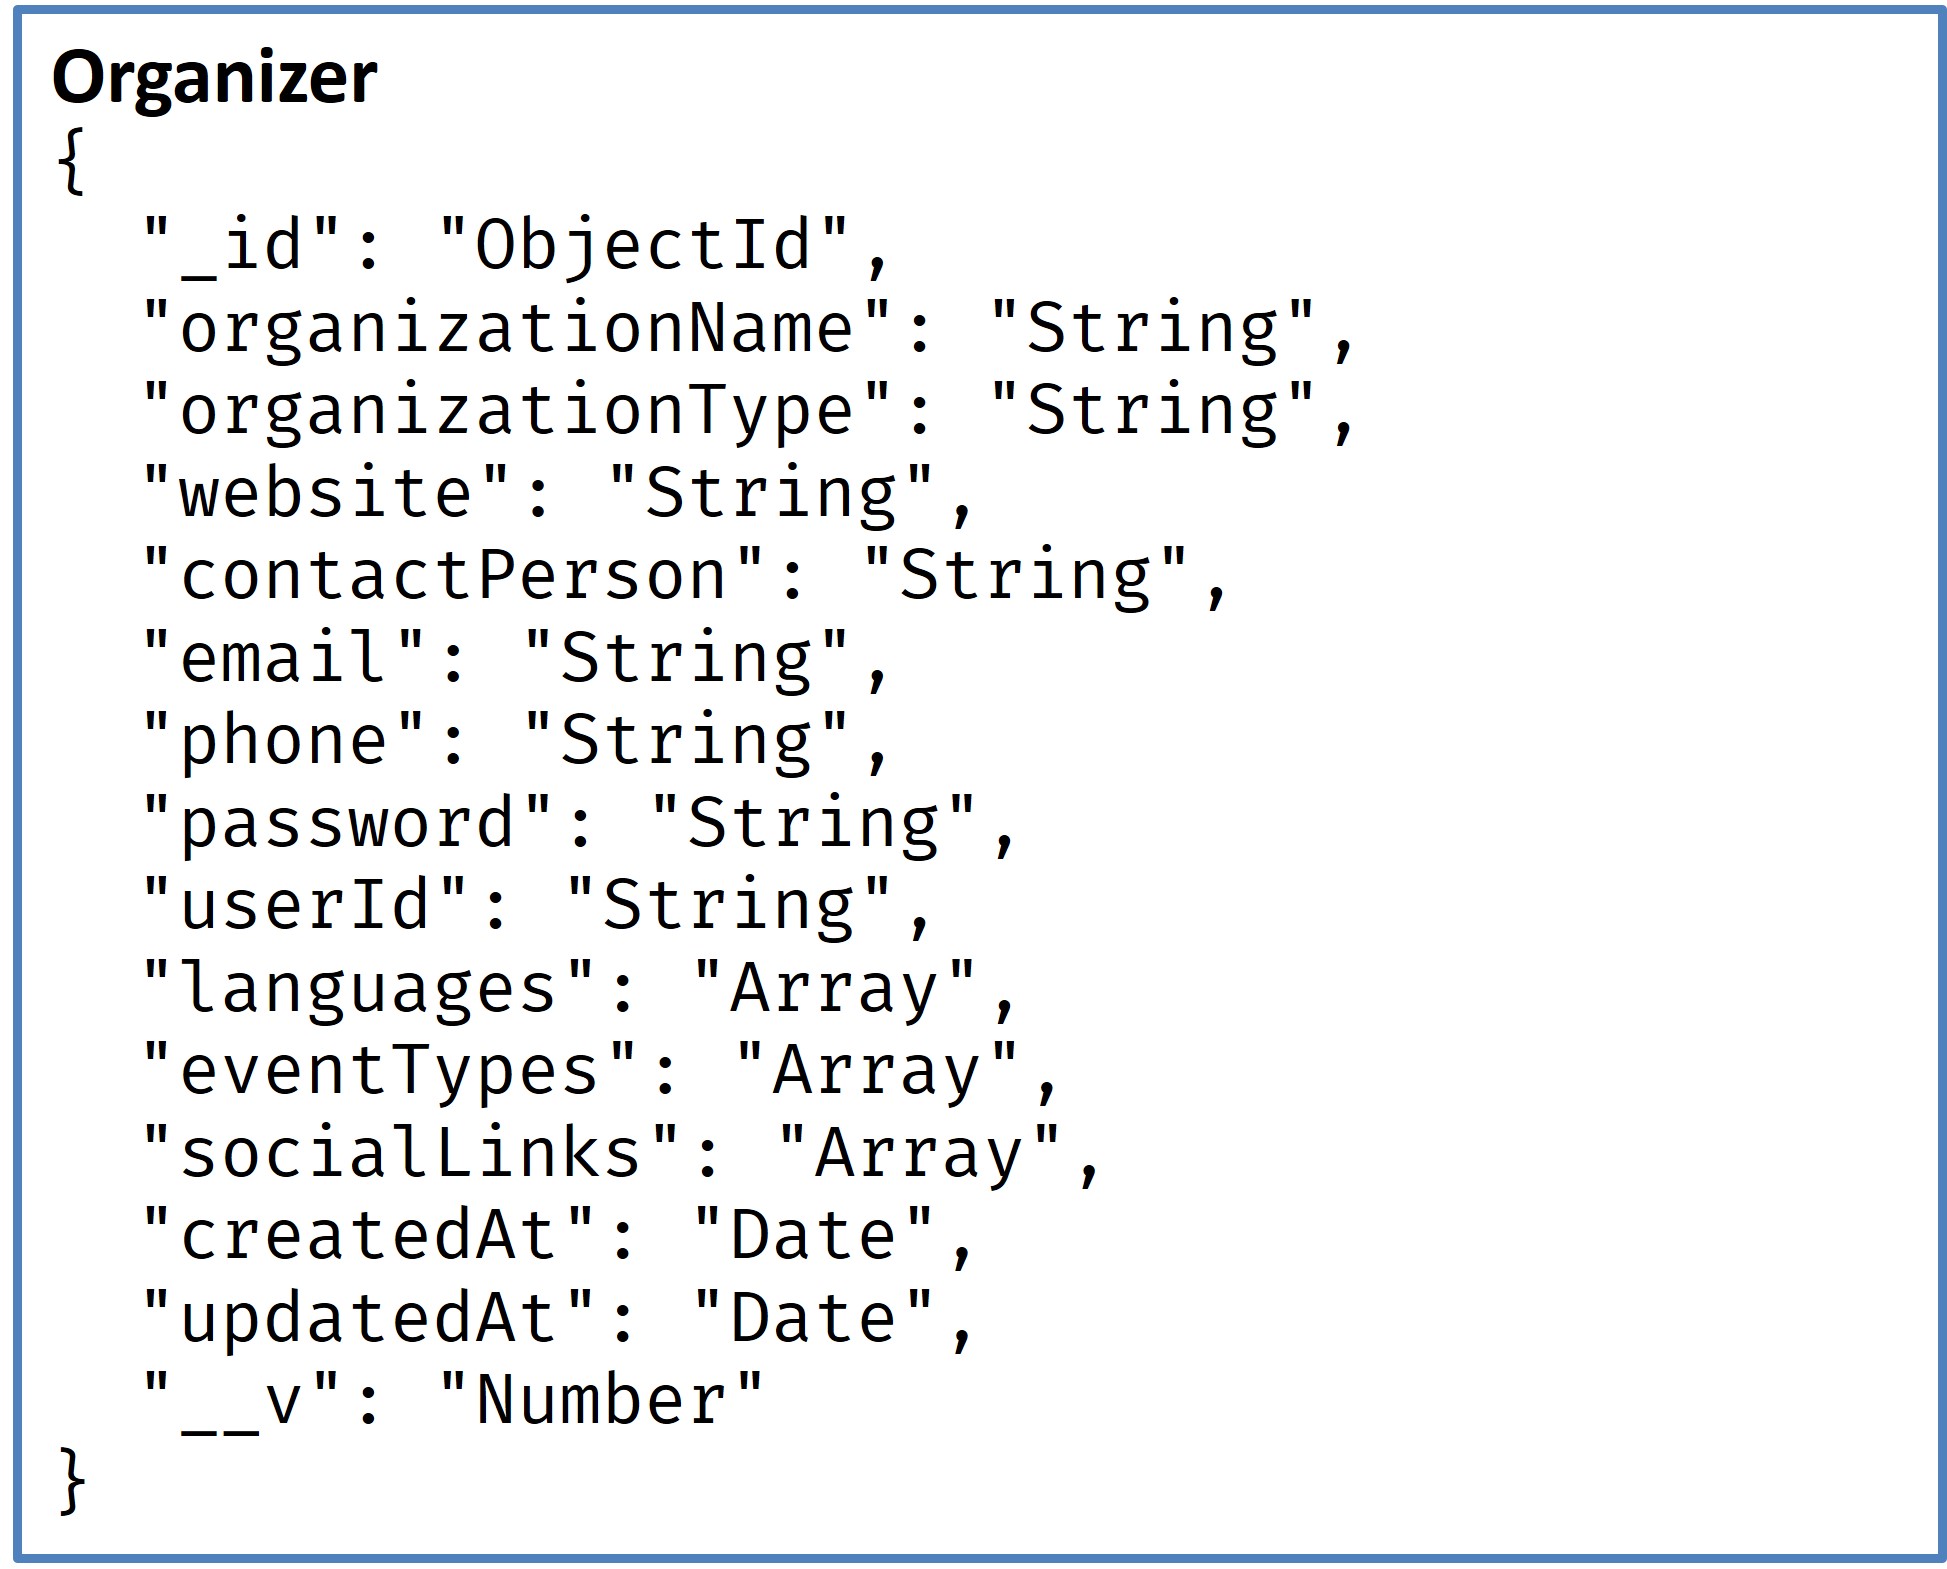 Organizer
{
"_id": "ObjectId",
"organizationName": "String",
"organizationType": "String",
"website": "String",
"contactPerson": "String",
"email": "String",
"phone": "String",
"password": "String",
"userId": "String",
"languages": "Array",
"eventTypes": "Array",
"socialLinks": "Array",
"createdAt": "Date",
"updatedAt": "Date",
"__v": "Number"
}